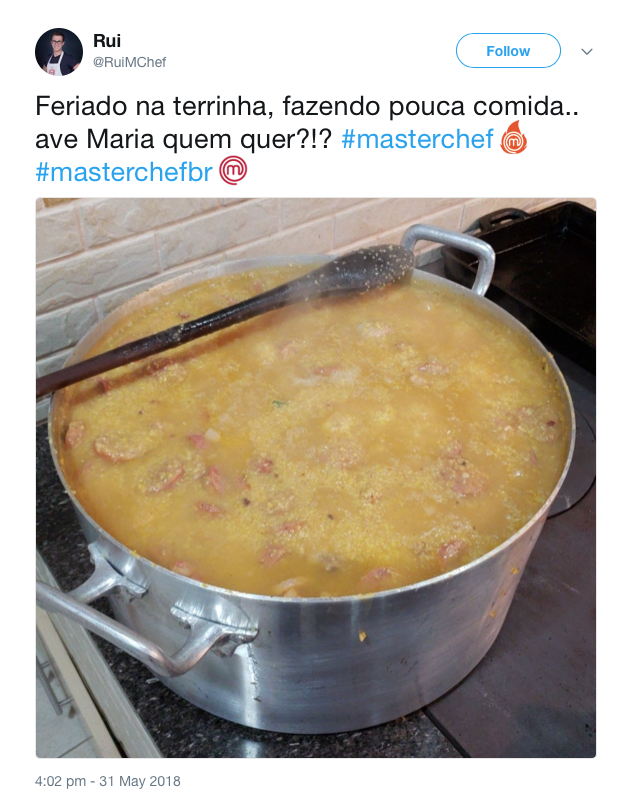 Rui
@RuiMChef
Follow
Feriado na terrinha, fazendo pouca comida..
ave Maria quem quer?!? #masterchef
#masterchefbr
4:02 pm - 31 May 2018